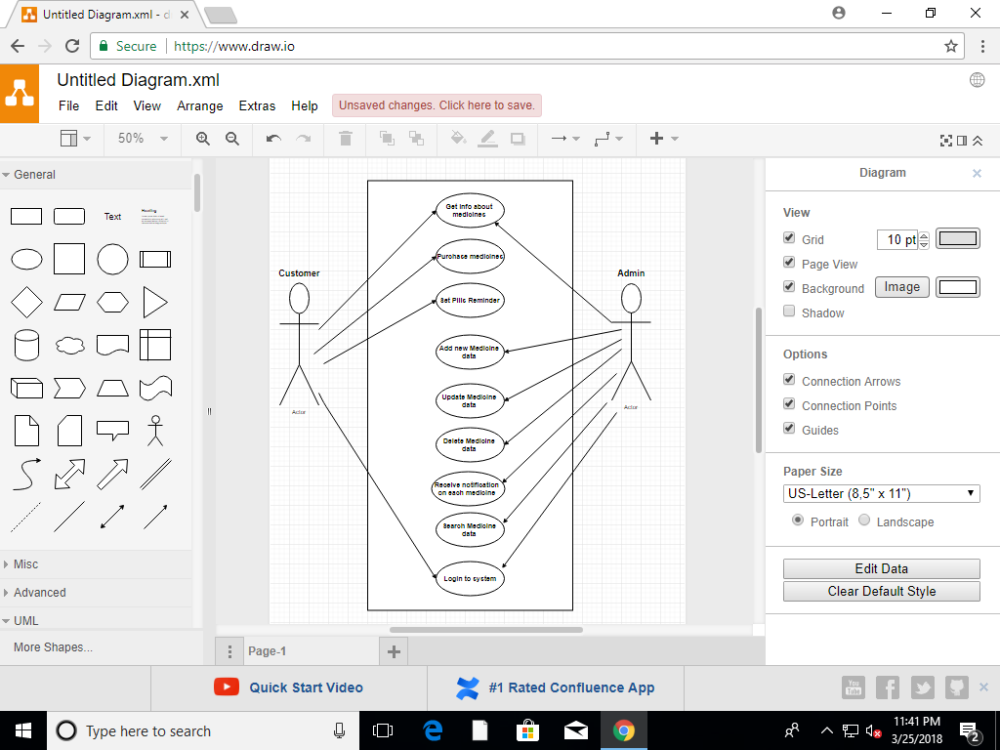 Untitled Diagram.xml - d
Secure
https://www.draw.io
Untitled Diagram.xml
File Edit View Arrange Extras Help
Unsaved changes. Click here to save.
50%
General
Text
Heading
Misc
Advanced
UML
More Shapes...
Customer
Actor
Get info about
medicines
Purchase medicines
Set Pills Reminder
Add new Medicine
data
Update Medicine
data
Delete Medicine
data
Receive notification
on each medicine
Search Medicine
data
Login to system
Admin
Actor
Diagram
View
Grid
10 pt
Page View
Background
Image
Shadow
Options
Connection Arrows
Connection Points
Guides
Paper Size
US-Letter (8,5" x 11")
Portrait
Landscape
Edit Data
Clear Default Style
Page-1
Quick Start Video
#1 Rated Confluence App
You
Tube
Type here to search
11:41 PM
3/25/2018
2